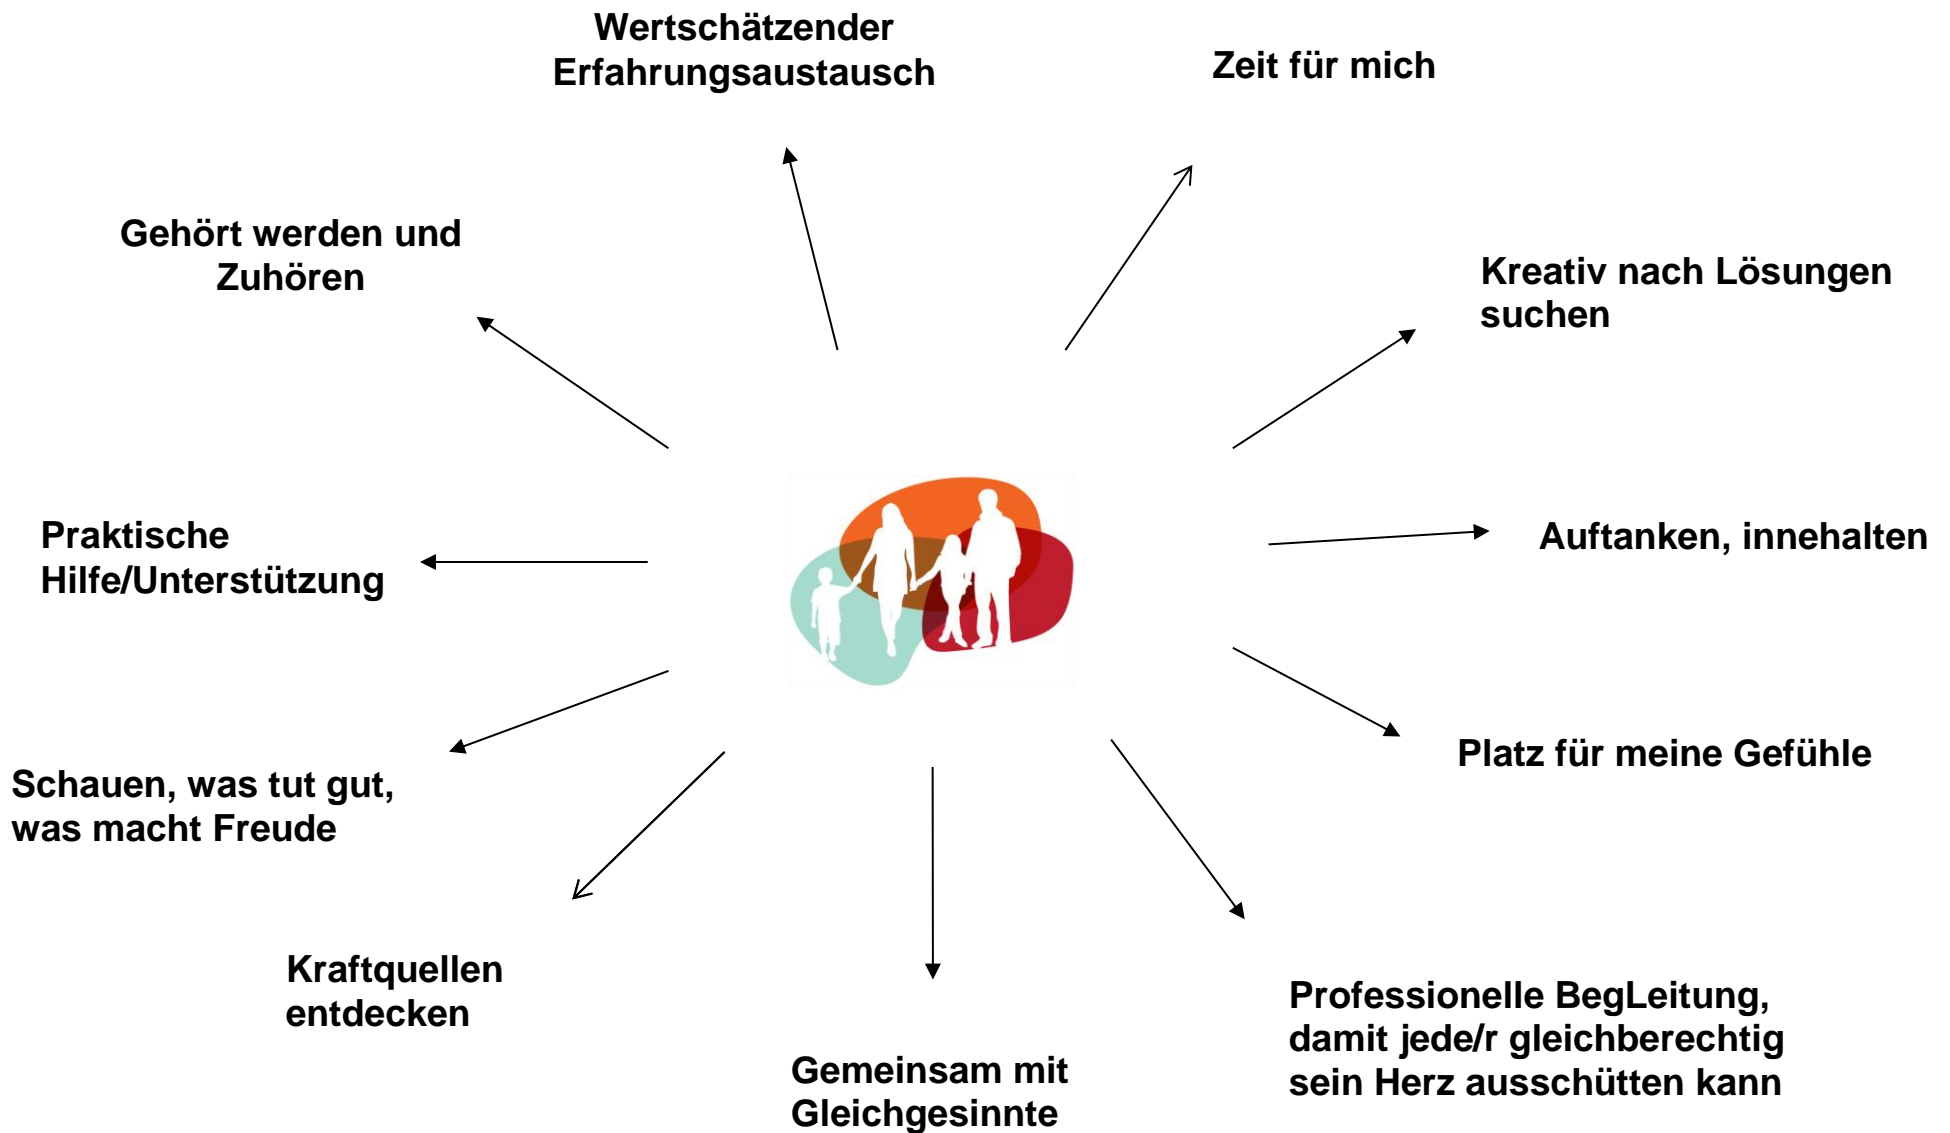 Wertschätzender
Erfahrungsaustausch
Zeit für mich
Gehört werden und
Zuhören
Kreativ nach Lösungen
suchen
Praktische
Hilfe/Unterstützung
Auftanken, innehalten
Schauen, was tut gut,
was macht Freude
Platz für meine Gefühle
Kraftquellen
entdecken
Gemeinsam mit
Gleichgesinnte
Professionelle BegLeitung,
damit jede/r gleichberechtig
sein Herz ausschütten kann